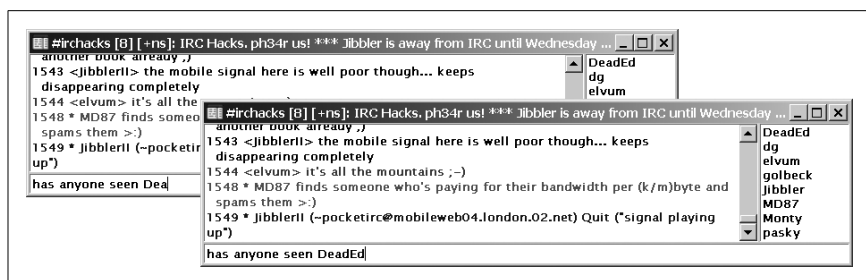 #irchacks [8] [+ns]: IRC Hacks. ph34r us! *** Jibbler is away from IRC until Wednesday ...
another book already ;)
1543 <JibblerII> the mobile signal here is well poor though... keeps
disappearing completely
1544 <elvum> it's all the
1548 * MD87 finds someo
spams them >:)
1549 * JibblerII (~pocketir
up")
has anyone seen Dea
DeadEd
dg
elvum
#irchacks [8] [+ns]: IRC Hacks. ph34r us! *** Jibbler is away from IRC until Wednesday ...
another book already ;)
1543 <JibblerII> the mobile signal here is well poor though... keeps
disappearing completely
1544 <elvum> it's all the mountains ;-)
1548 * MD87 finds someone who's paying for their bandwidth per (k/m)byte and
spams them >:)
1549 * JibblerII (~pocketirc@mobileweb04.london.02.net) Quit ("signal playing
up")
has anyone seen DeadEd
DeadEd
dg
elvum
golbeck
Jibbler
MD87
Monty
pasky